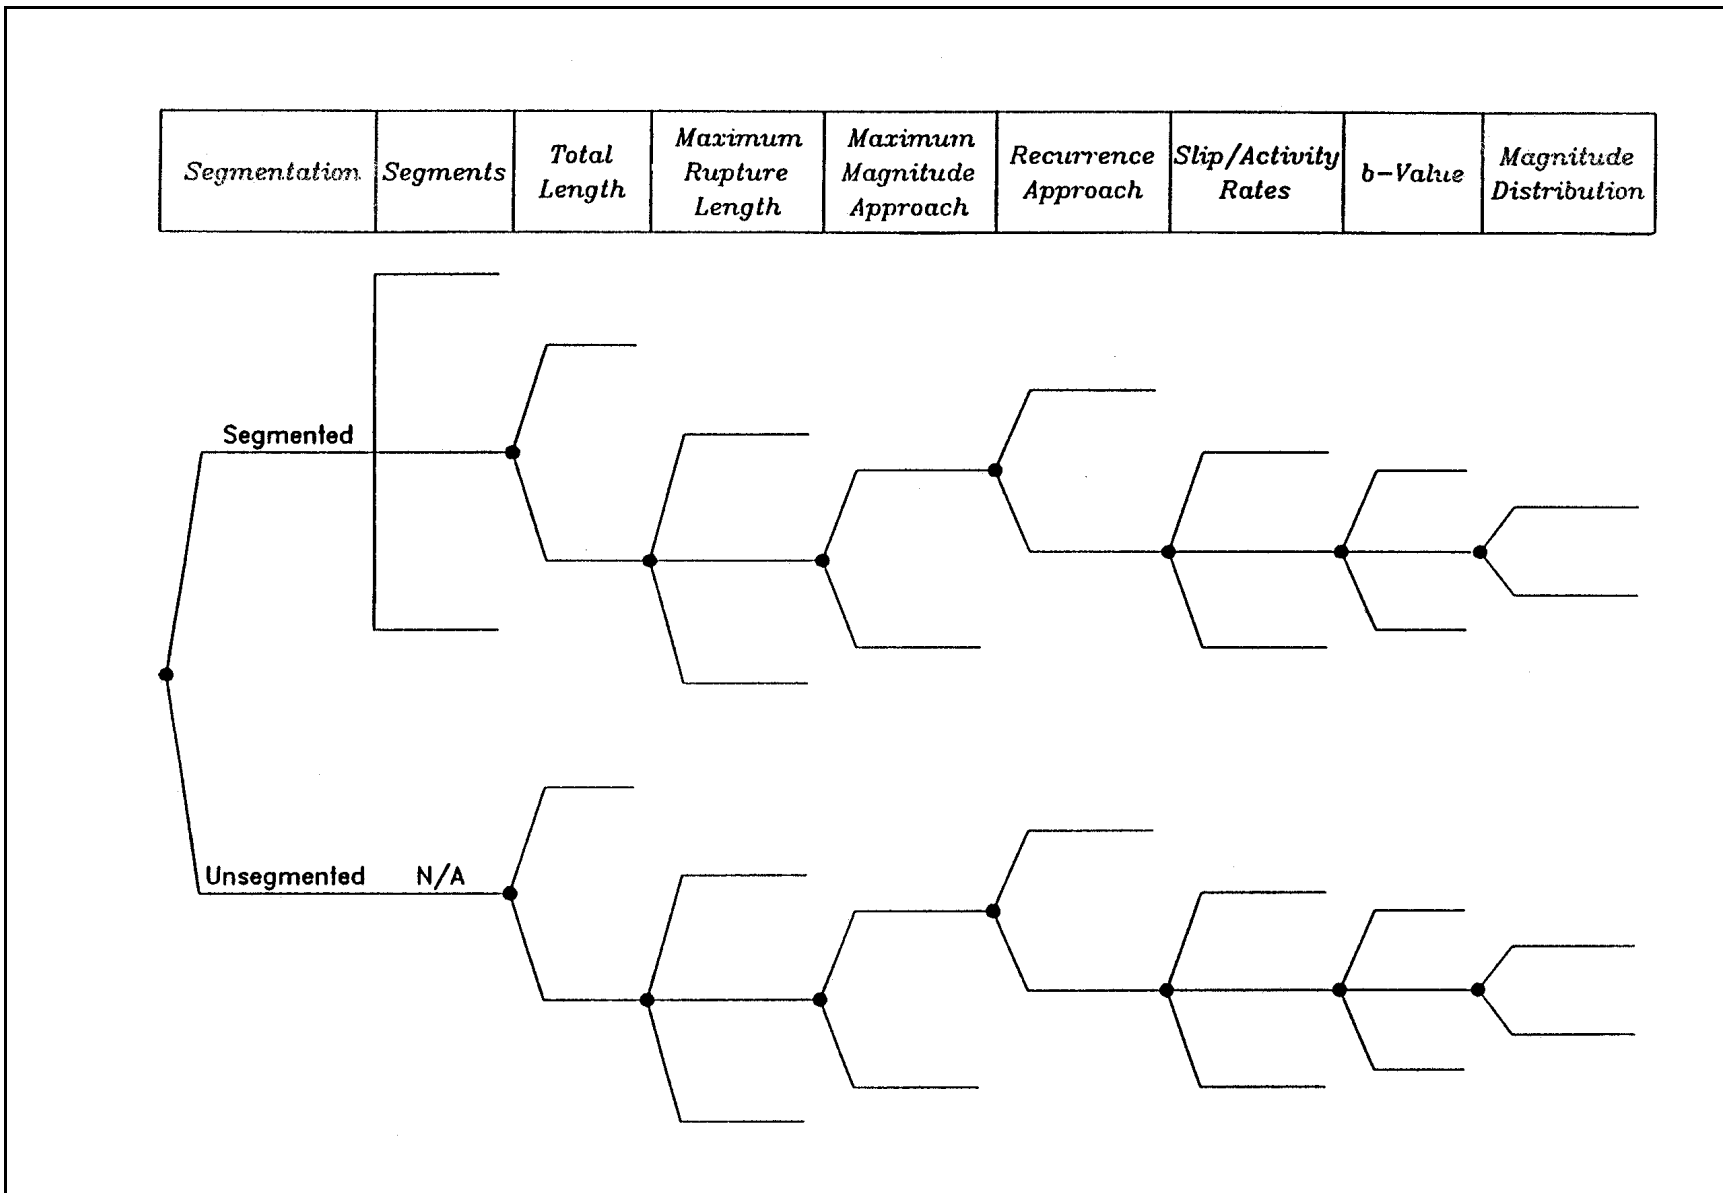 Segmentation
Segments
Total
Length
Maximum
Rupture
Length
Maximum
Magnitude
Approach
Recurrence
Approach
Slip/Activity
Rates
b-Value
Magnitude
Distribution
Segmented
Unsegmented N/A